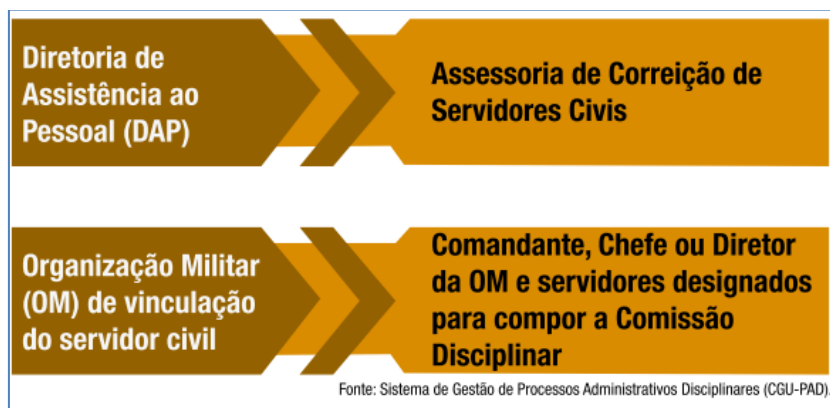 Diretoria de
Assistência ao
Pessoal (DAP)
Assessoria de Correição de
Servidores Civis
Organização Militar
(OM) de vinculação
do servidor civil
Comandante, Chefe ou Diretor
da OM e servidores designados
para compor a Comissão
Disciplinar
Fonte: Sistema de Gestão de Processos Administrativos Disciplinares (CGU-PAD).